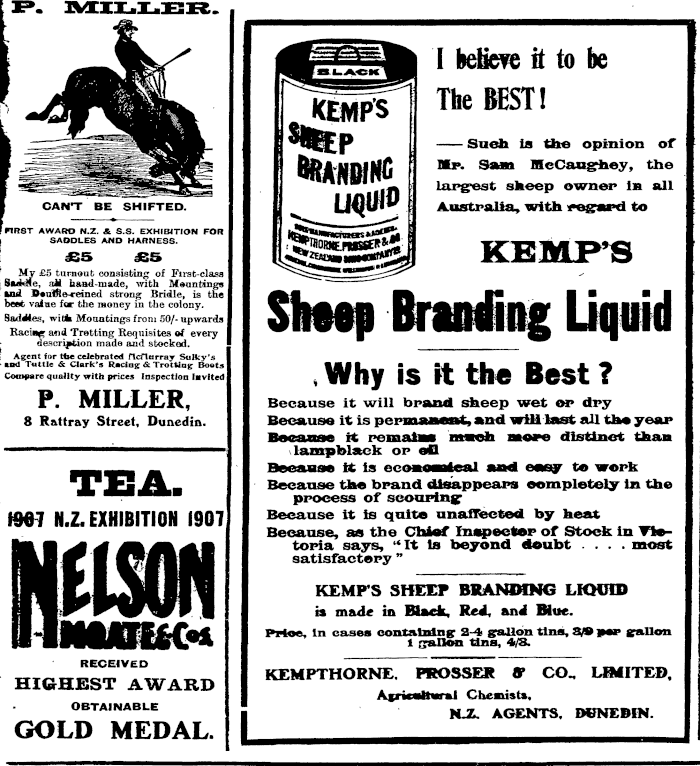 P. MILLER.
CAN'T BE SHIFTED.
FIRST AWARD N.Z. & S.S. EXHIBITION FOR
SADDLES AND HARNESS.
£5 £5
My £5 turnout consisting of First-class
Saddle, all hand-made, with Mountings
and Double-reined strong Bridle, is the
best value for the money in the colony.
Saddles, with Mountings from 50/- upwards
Racing and Trotting Requisites of every
description made and stocked.
Agent for the celebrated McMurray Sulky's
and Tuttle & Clark's Racing & Trotting Boots
Compare quality with prices Inspection Invited
P. MILLER,
8 Rattray Street, Dunedin.
TEA.
1907 N.Z. EXHIBITION 1907
NELSON
MOATE & Cos
RECEIVED
HIGHEST AWARD
OBTAINABLE
GOLD MEDAL.
BLACK
KEMP'S
SHEEP
BRANDING
LIQUID
KEMPTHORNE, PROSSER & Co
I believe it to be
The BEST!
— Such is the opinion of
Mr. Sam McCaughey, the
largest sheep owner in all
Australia, with regard to
KEMP'S
Sheep Branding Liquid
Why is it the Best?
Because it will brand sheep wet or dry
Because it is permanent, and will last all the year
Because it remains much more distinct than
lampblack or oil
Because it is economical and easy to work
Because the brand disappears completely in the
process of scouring
Because it is quite unaffected by heat
Because, as the Chief Inspector of Stock in Vic-
toria says, "It is beyond doubt . . . . most
satisfactory"
KEMP'S SHEEP BRANDING LIQUID
is made in Black, Red, and Blue.
Price, in cases containing 2-4 gallon tins, 3/9 per gallon
1 gallon tins, 4/3.
KEMPTHORNE, PROSSER & CO., LIMITED,
Agricultural Chemists,
N.Z. AGENTS, DUNEDIN.